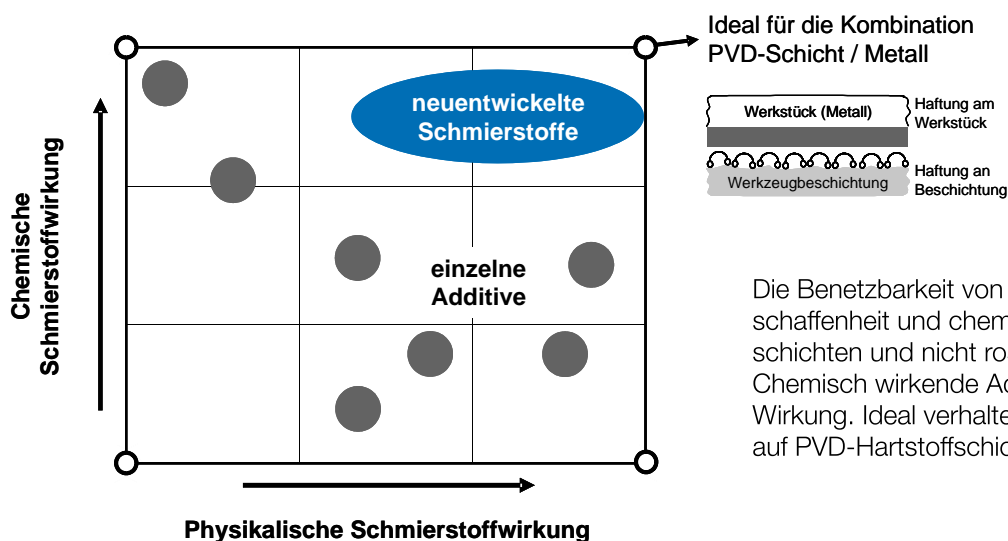 Ideal für die Kombination
PVD-Schicht / Metall
neuentwickelte
Schmierstoffe
Werkstück (Metall)
Haftung am
Werkstück
Werkzeugbeschichtung
Haftung an
Beschichtung
Chemische
Schmierstoffwirkung
einzelne
Additive
Physikalische Schmierstoffwirkung
Die Benetzbarkeit von
schaffenheit und chem
schichten und nicht ro
Chemisch wirkende
Wirkung. Ideal verhalte
auf PVD-Hartstoffschic